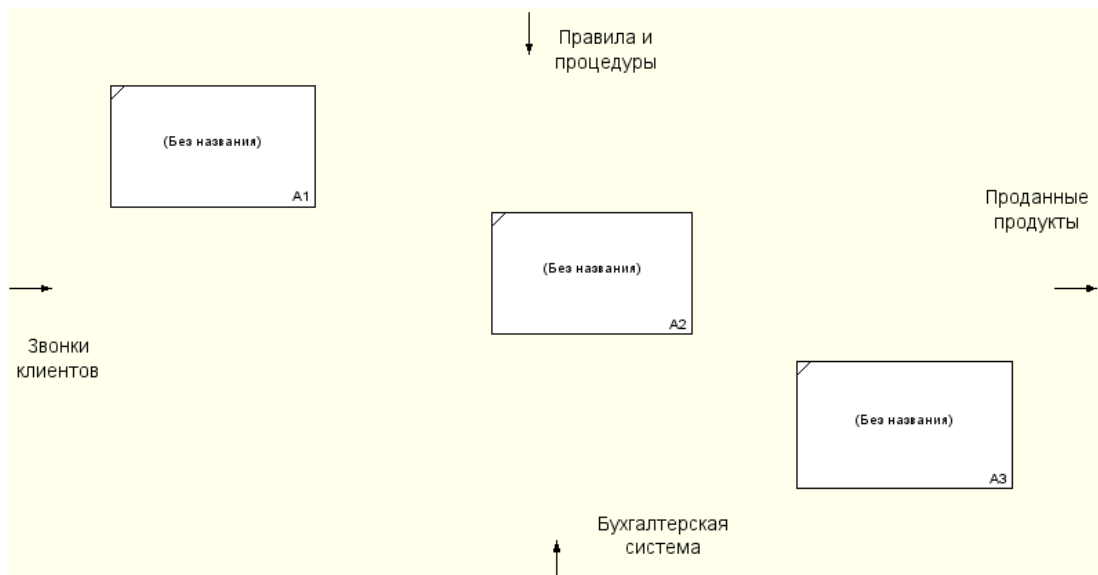 Правила и
процедуры
(Без названия)
A1
Проданные
продукты
(Без названия)
A2
Звонки
клиентов
(Без названия)
A3
Бухгалтерская
система